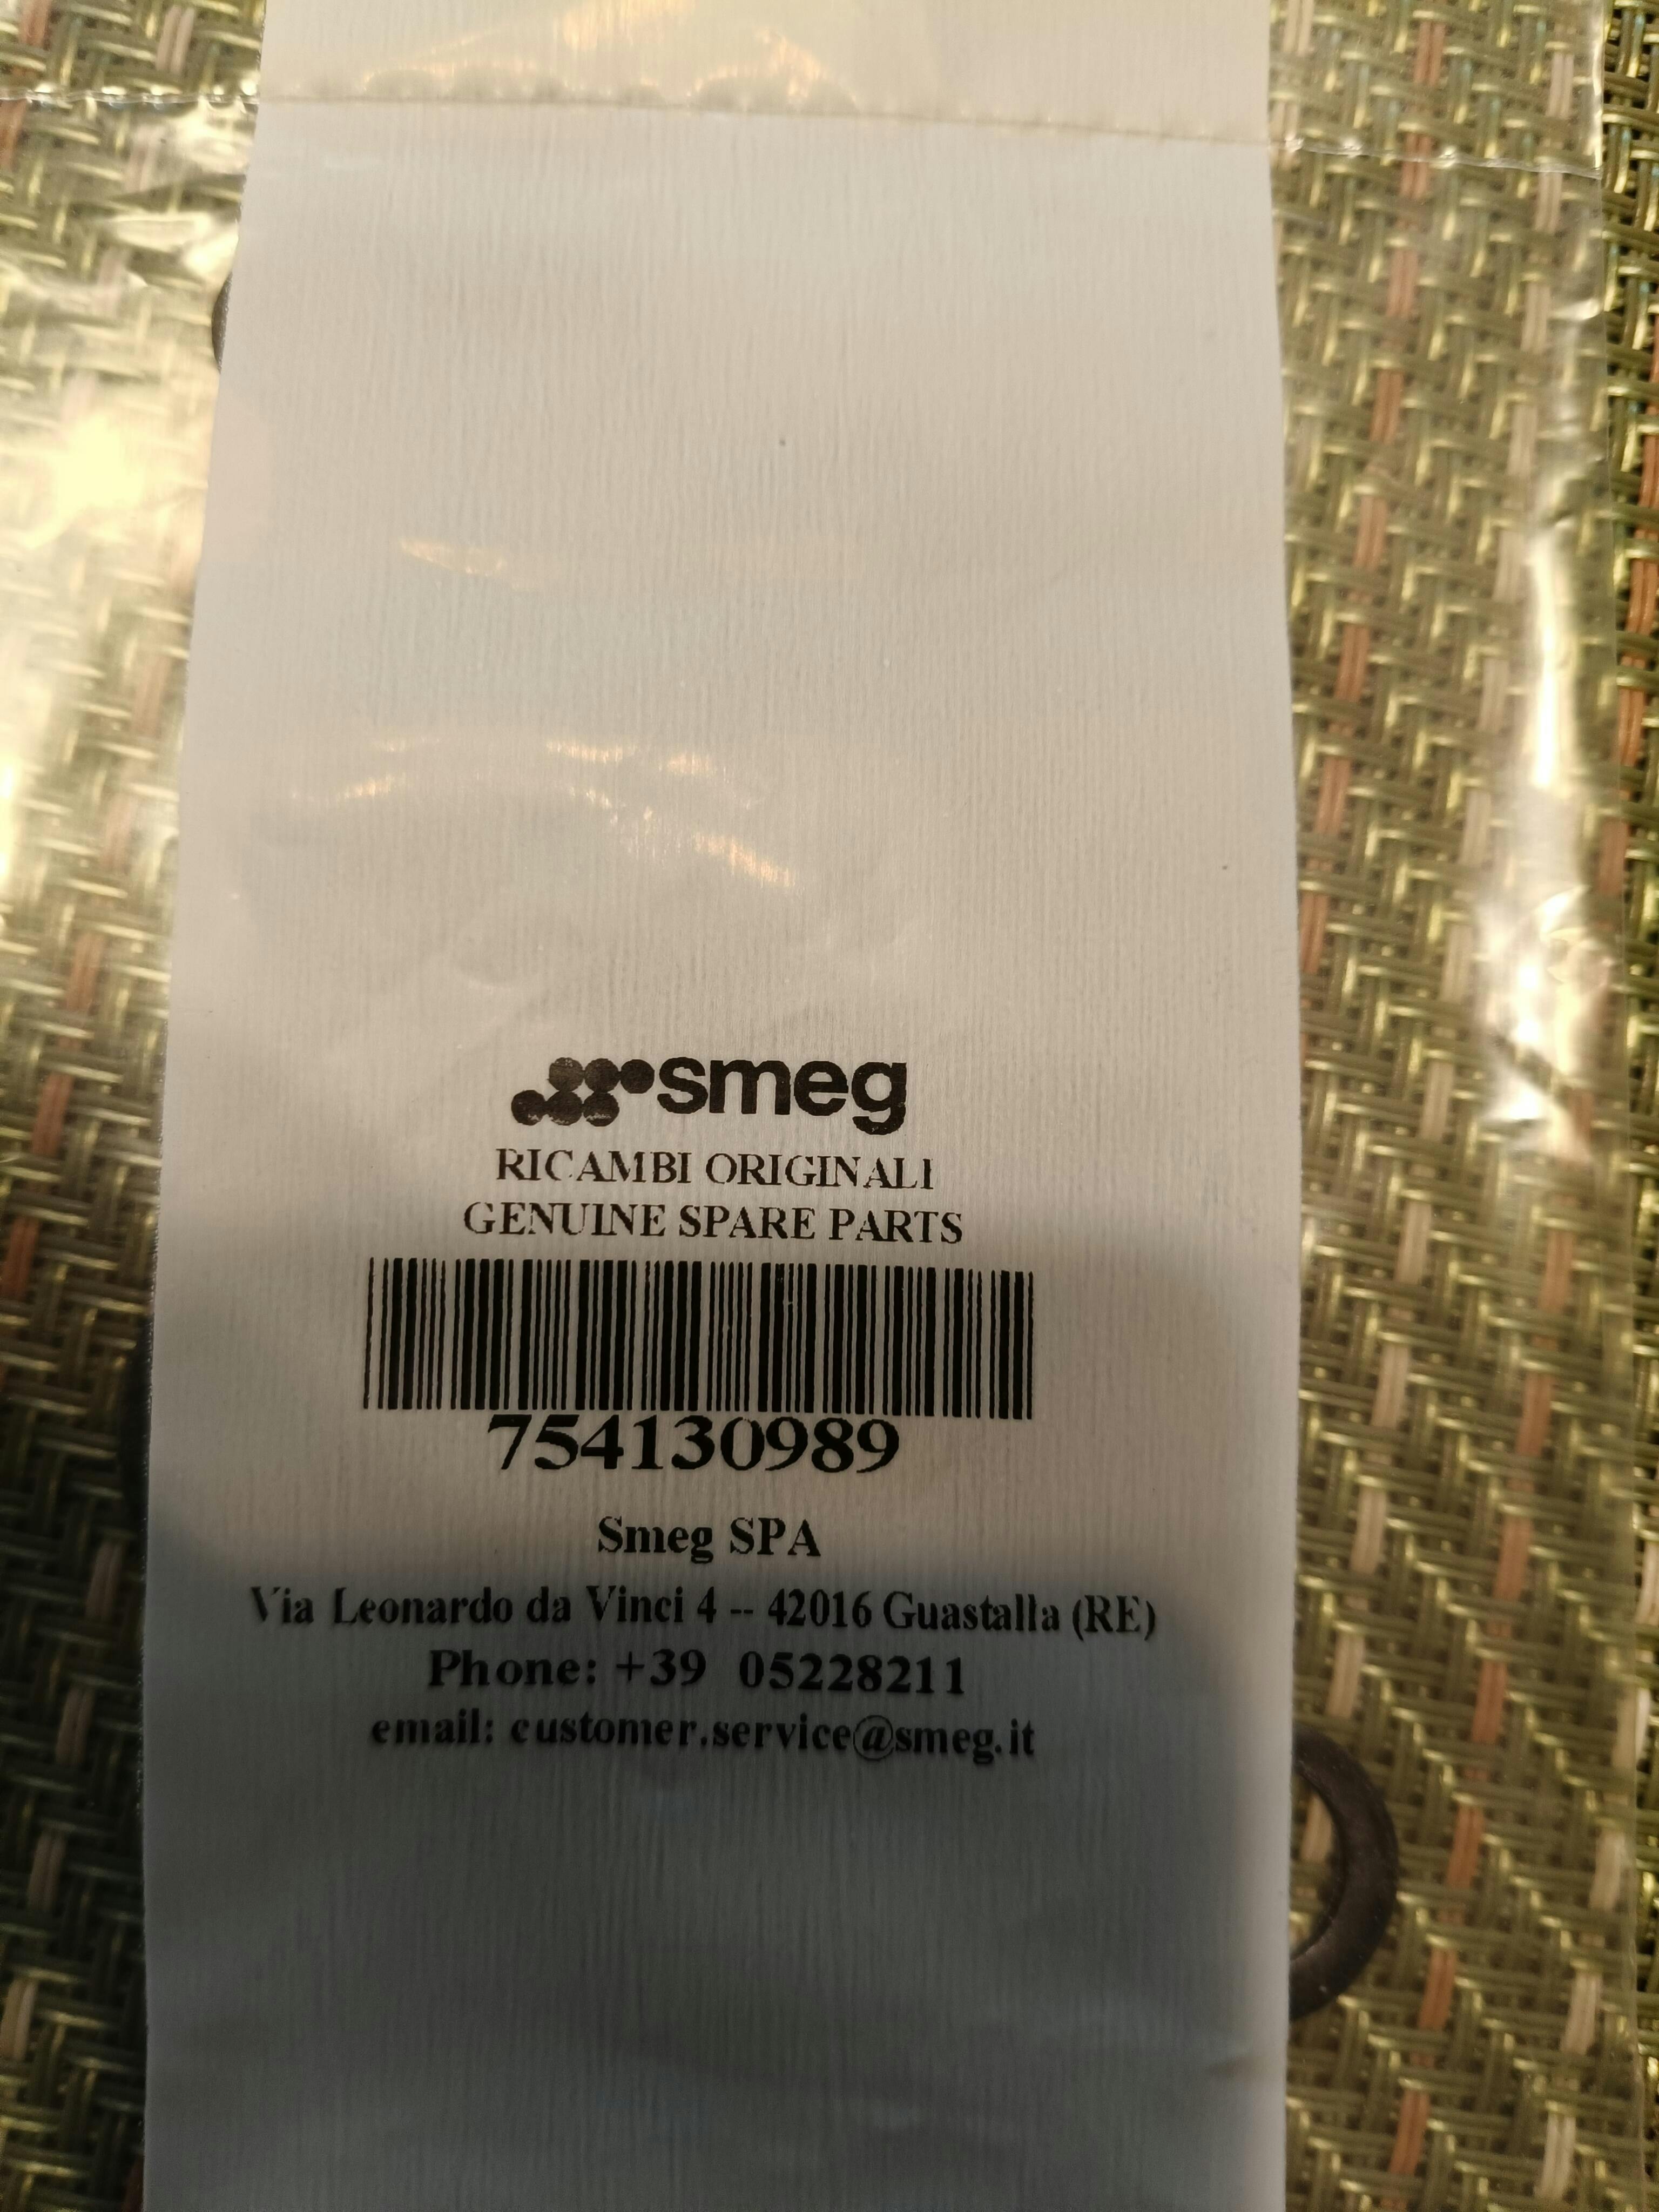 smeg
RICAMBI ORIGINALI
GENUINE SPARE PARTS
754130989
Smeg SPA
Via Leonardo da Vinci 4 -- 42016 Guastalla (RE)
Phone: +39 05228211
email: customer.service@smeg.it